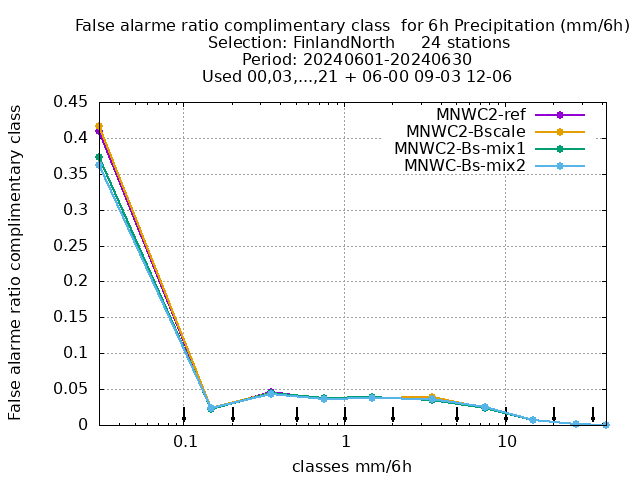 False alarme ratio complimentary class  for 6h Precipitation (mm/6h)
Selection: FinlandNorth     24 stations
Period: 20240601-20240630
Used 00,03,...,21 + 06-00 09-03 12-06
False alarme ratio complimentary class
0.45
0.4
0.35
0.3
0.25
0.2
0.15
0.1
0.05
0
MNWC2-ref
MNWC2-Bscale
MNWC2-Bs-mix1
MNWC-Bs-mix2
0.1
1
10
classes mm/6h